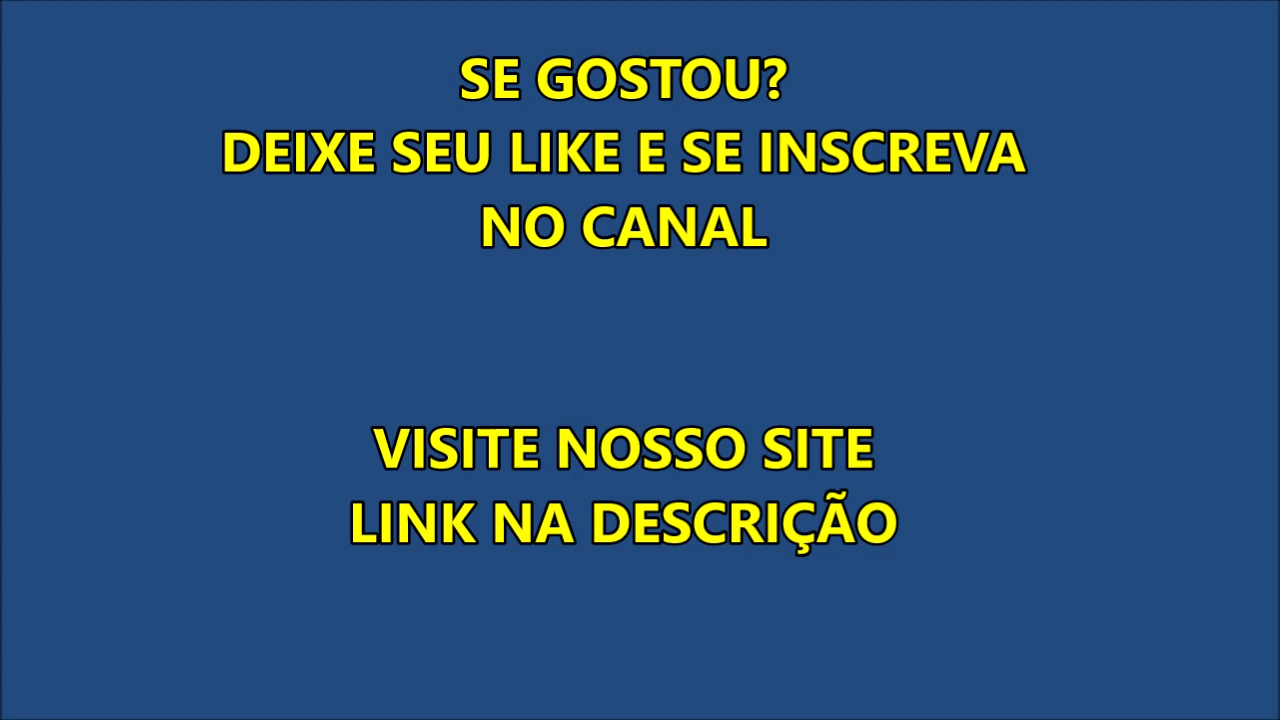 SE GOSTOU?
DEIXE SEU LIKE E SE INSCREVA
NO CANAL
VISITE NOSSO SITE
LINK NA DESCRIÇÃO